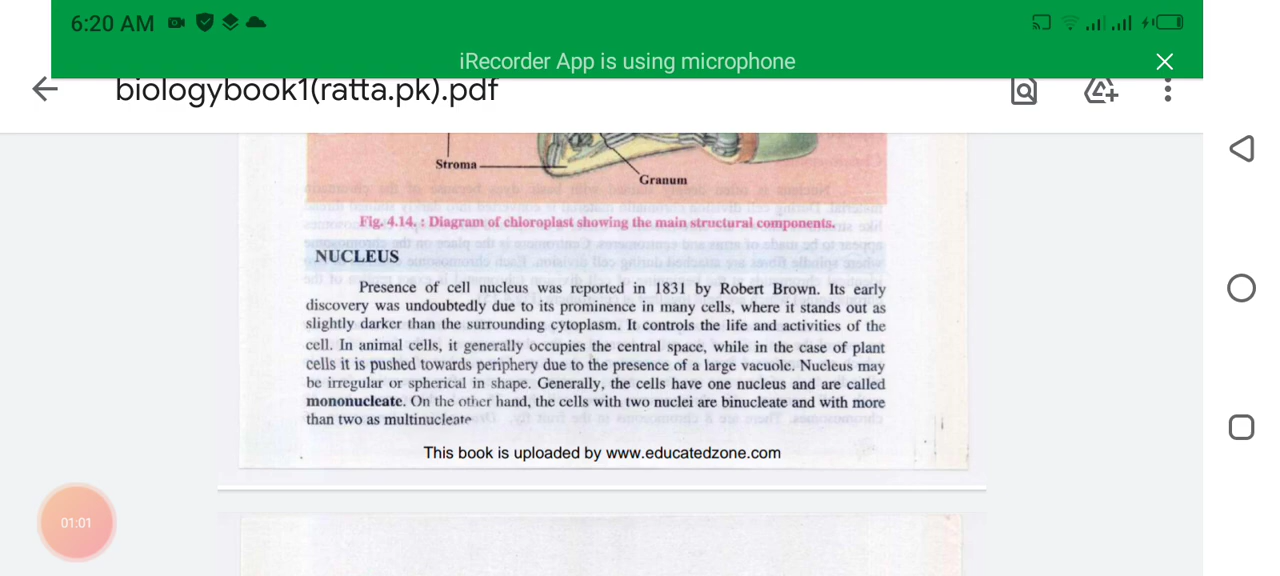 6:20 AM
iRecorder App is using microphone
biologybook1(ratta.pk).pdf
Stroma
Granum
Fig. 4.14. : Diagram of chloroplast showing the main structural components.
NUCLEUS
Presence of cell nucleus was reported in 1831 by Robert Brown. Its early
discovery was undoubtedly due to its prominence in many cells, where it stands out as
slightly darker than the surrounding cytoplasm. It controls the life and activities of the
cell. In animal cells, it generally occupies the central space, while in the case of plant
cells it is pushed towards periphery due to the presence of a large vacuole. Nucleus may
be irregular or spherical in shape. Generally, the cells have one nucleus and are called
mononucleate. On the other hand, the cells with two nuclei are binucleate and with more
than two as multinucleate
This book is uploaded by www.educatedzone.com
01:01